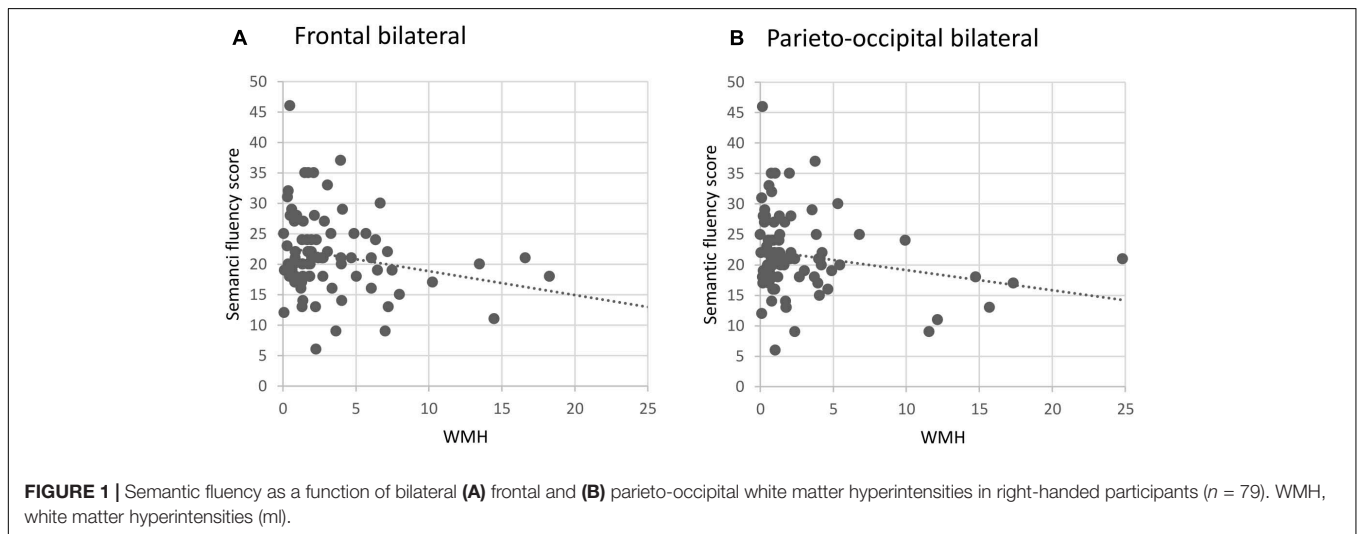 A Frontal bilateral
50
45
40
35
30
25
20
15
10
5
0
Semanci fluency score
0 5 10 15 20 25
WMH
B Parieto-occipital bilateral
50
45
40
35
30
25
20
15
10
5
0
Semantic fluency score
0 5 10 15 20 25
WMH
FIGURE 1 | Semantic fluency as a function of bilateral (A) frontal and (B) parieto-occipital white matter hyperintensities in right-handed participants (n = 79). WMH,
white matter hyperintensities (ml).